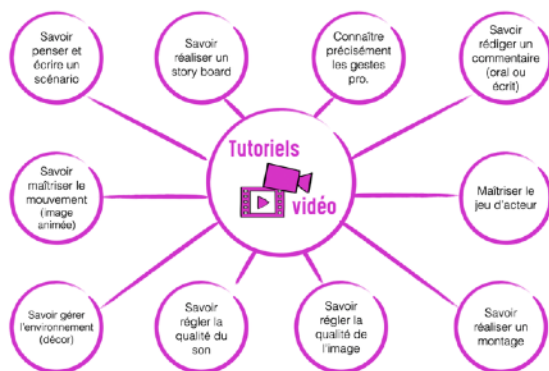 Savoir
penser et
écrire un
scénario
Savoir
réaliser un
story board
Connaître
précisément
les gestes
pro.
Savoir
rédiger un
commentaire
(oral ou
écrit)
Tutoriels
vidéo
Savoir
maîtriser le
mouvement
(image
animée)
Maîtriser le
jeu d'acteur
Savoir gérer
l'environnement
(décor)
Savoir
régler la
qualité du
son
Savoir
régler la
qualité de
l'image
Savoir
réaliser un
montage